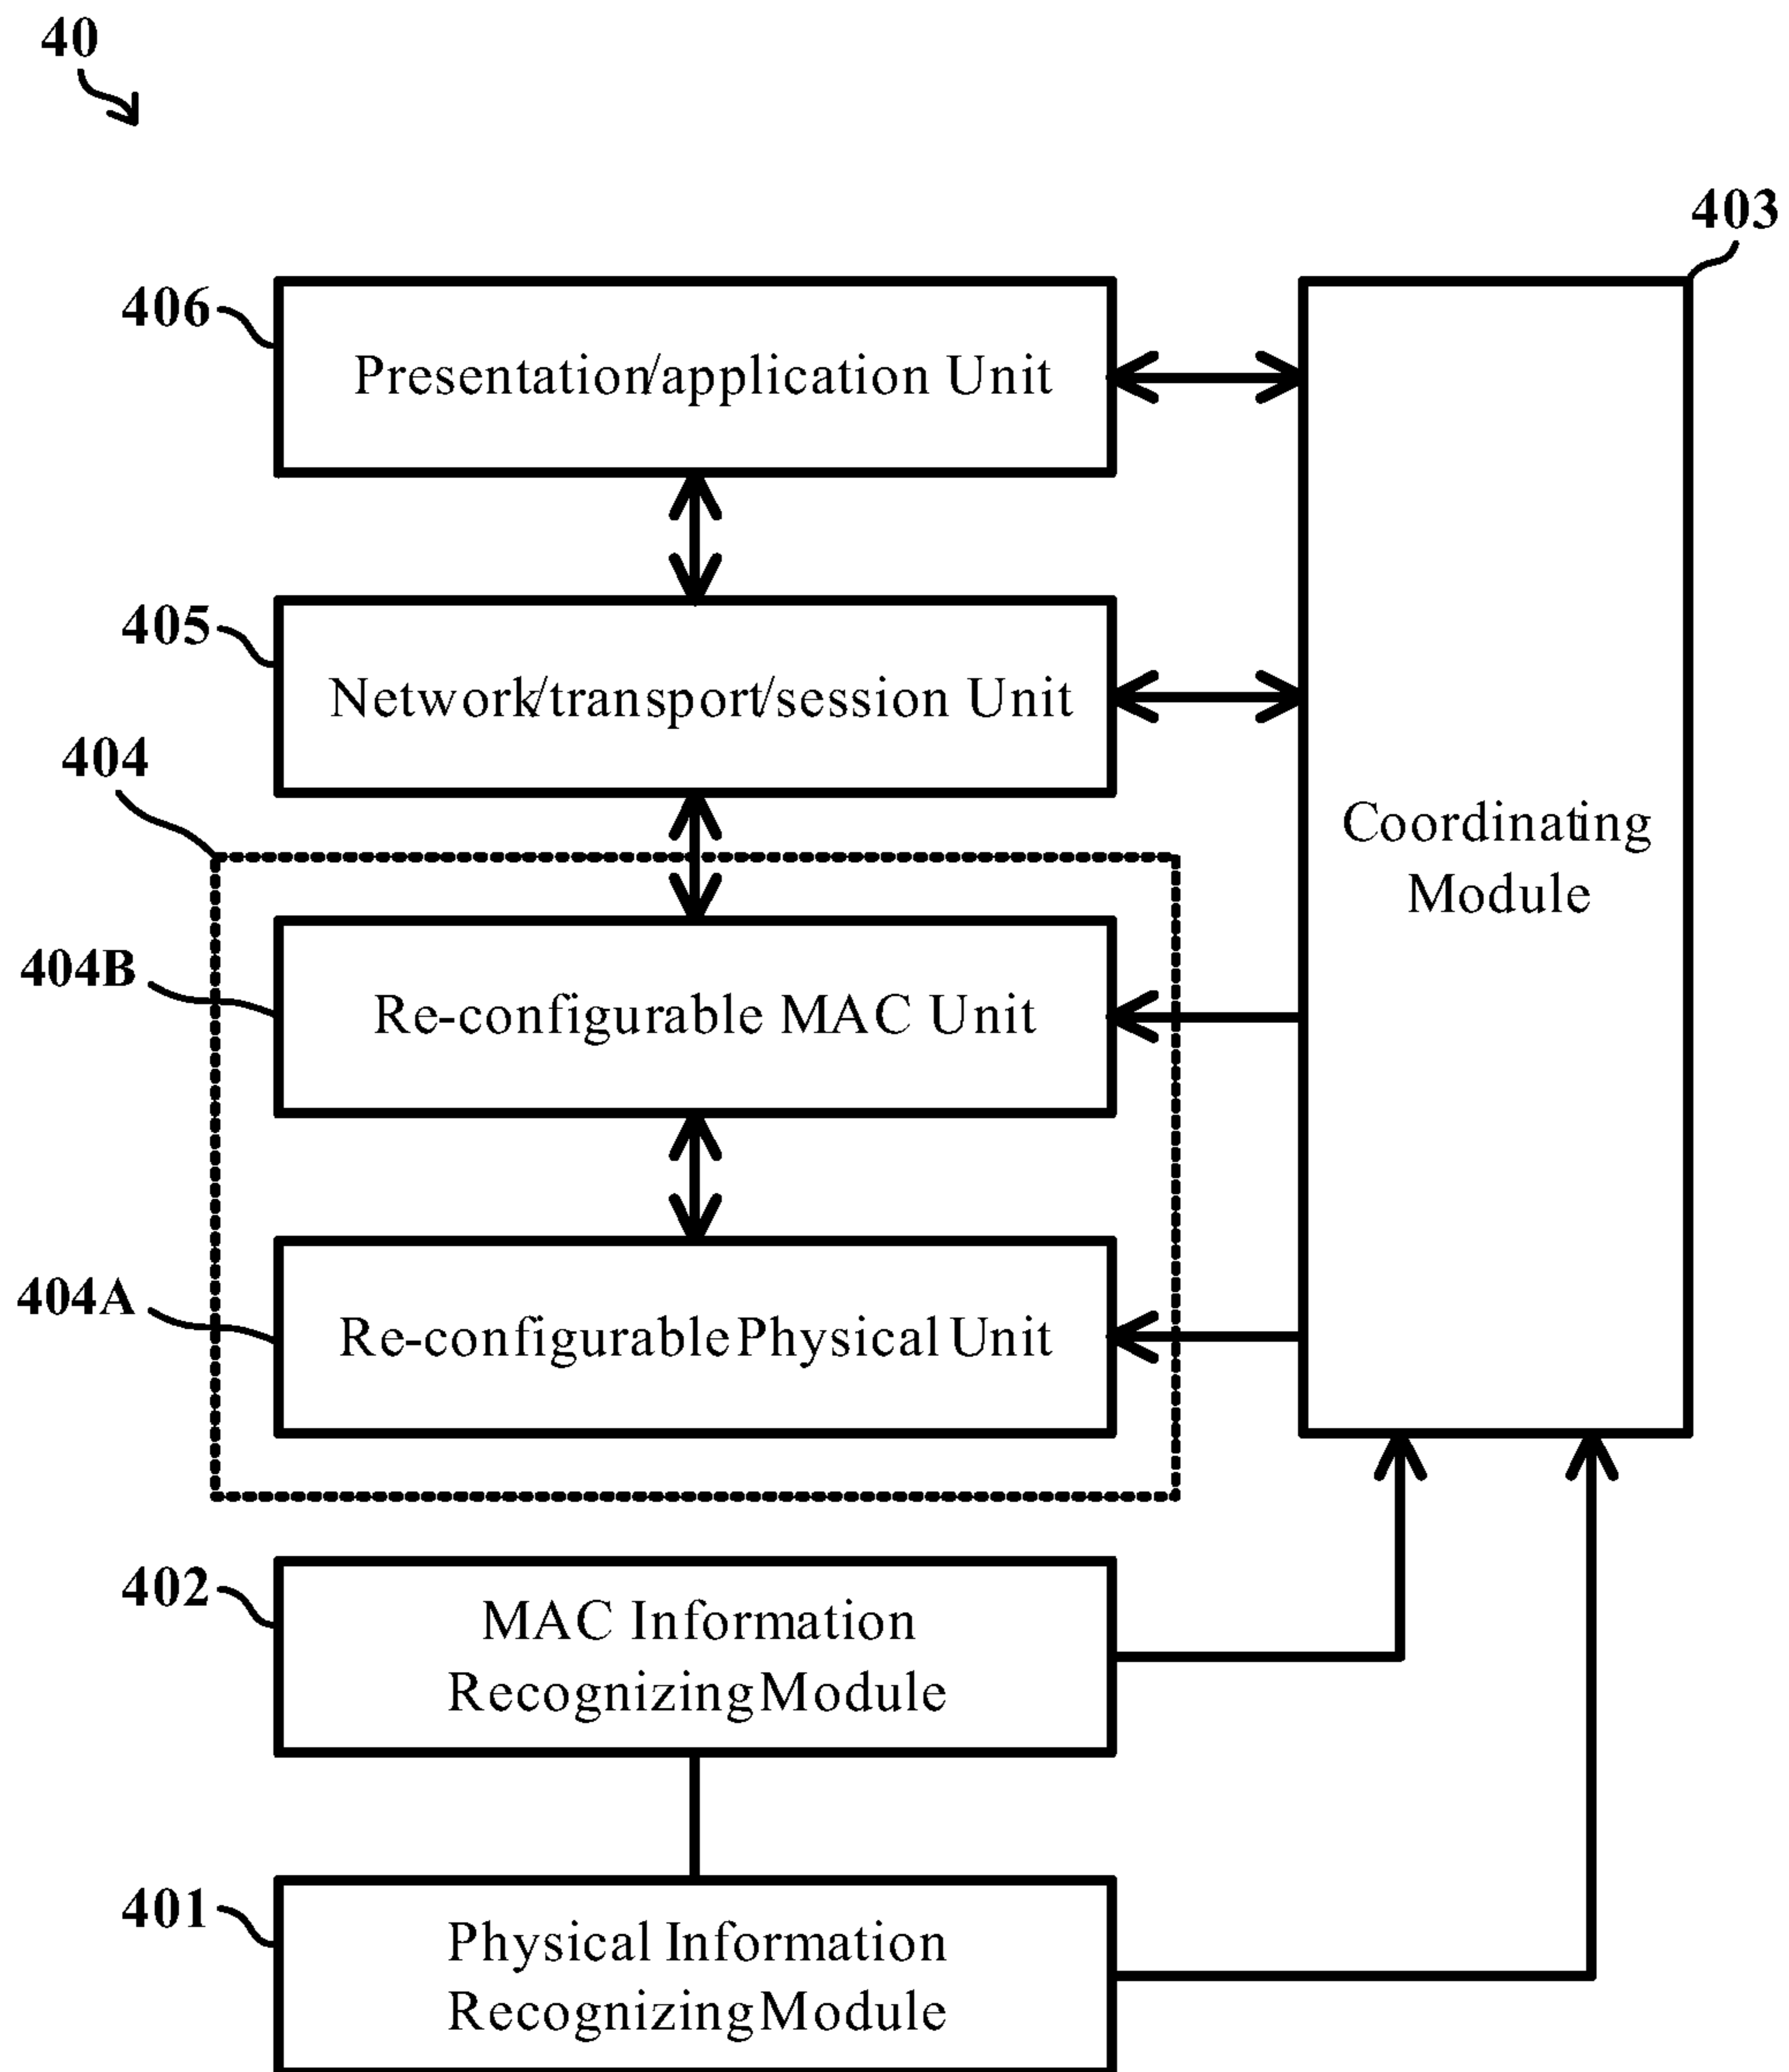 40
403
406
Presentation/application Unit
405
Network/transport/session Unit
404
Coordinating
Module
404B
Re-configurable MAC Unit
404A
Re-configurable Physical Unit
402
MAC Information
Recognizing Module
401
Physical Information
Recognizing Module